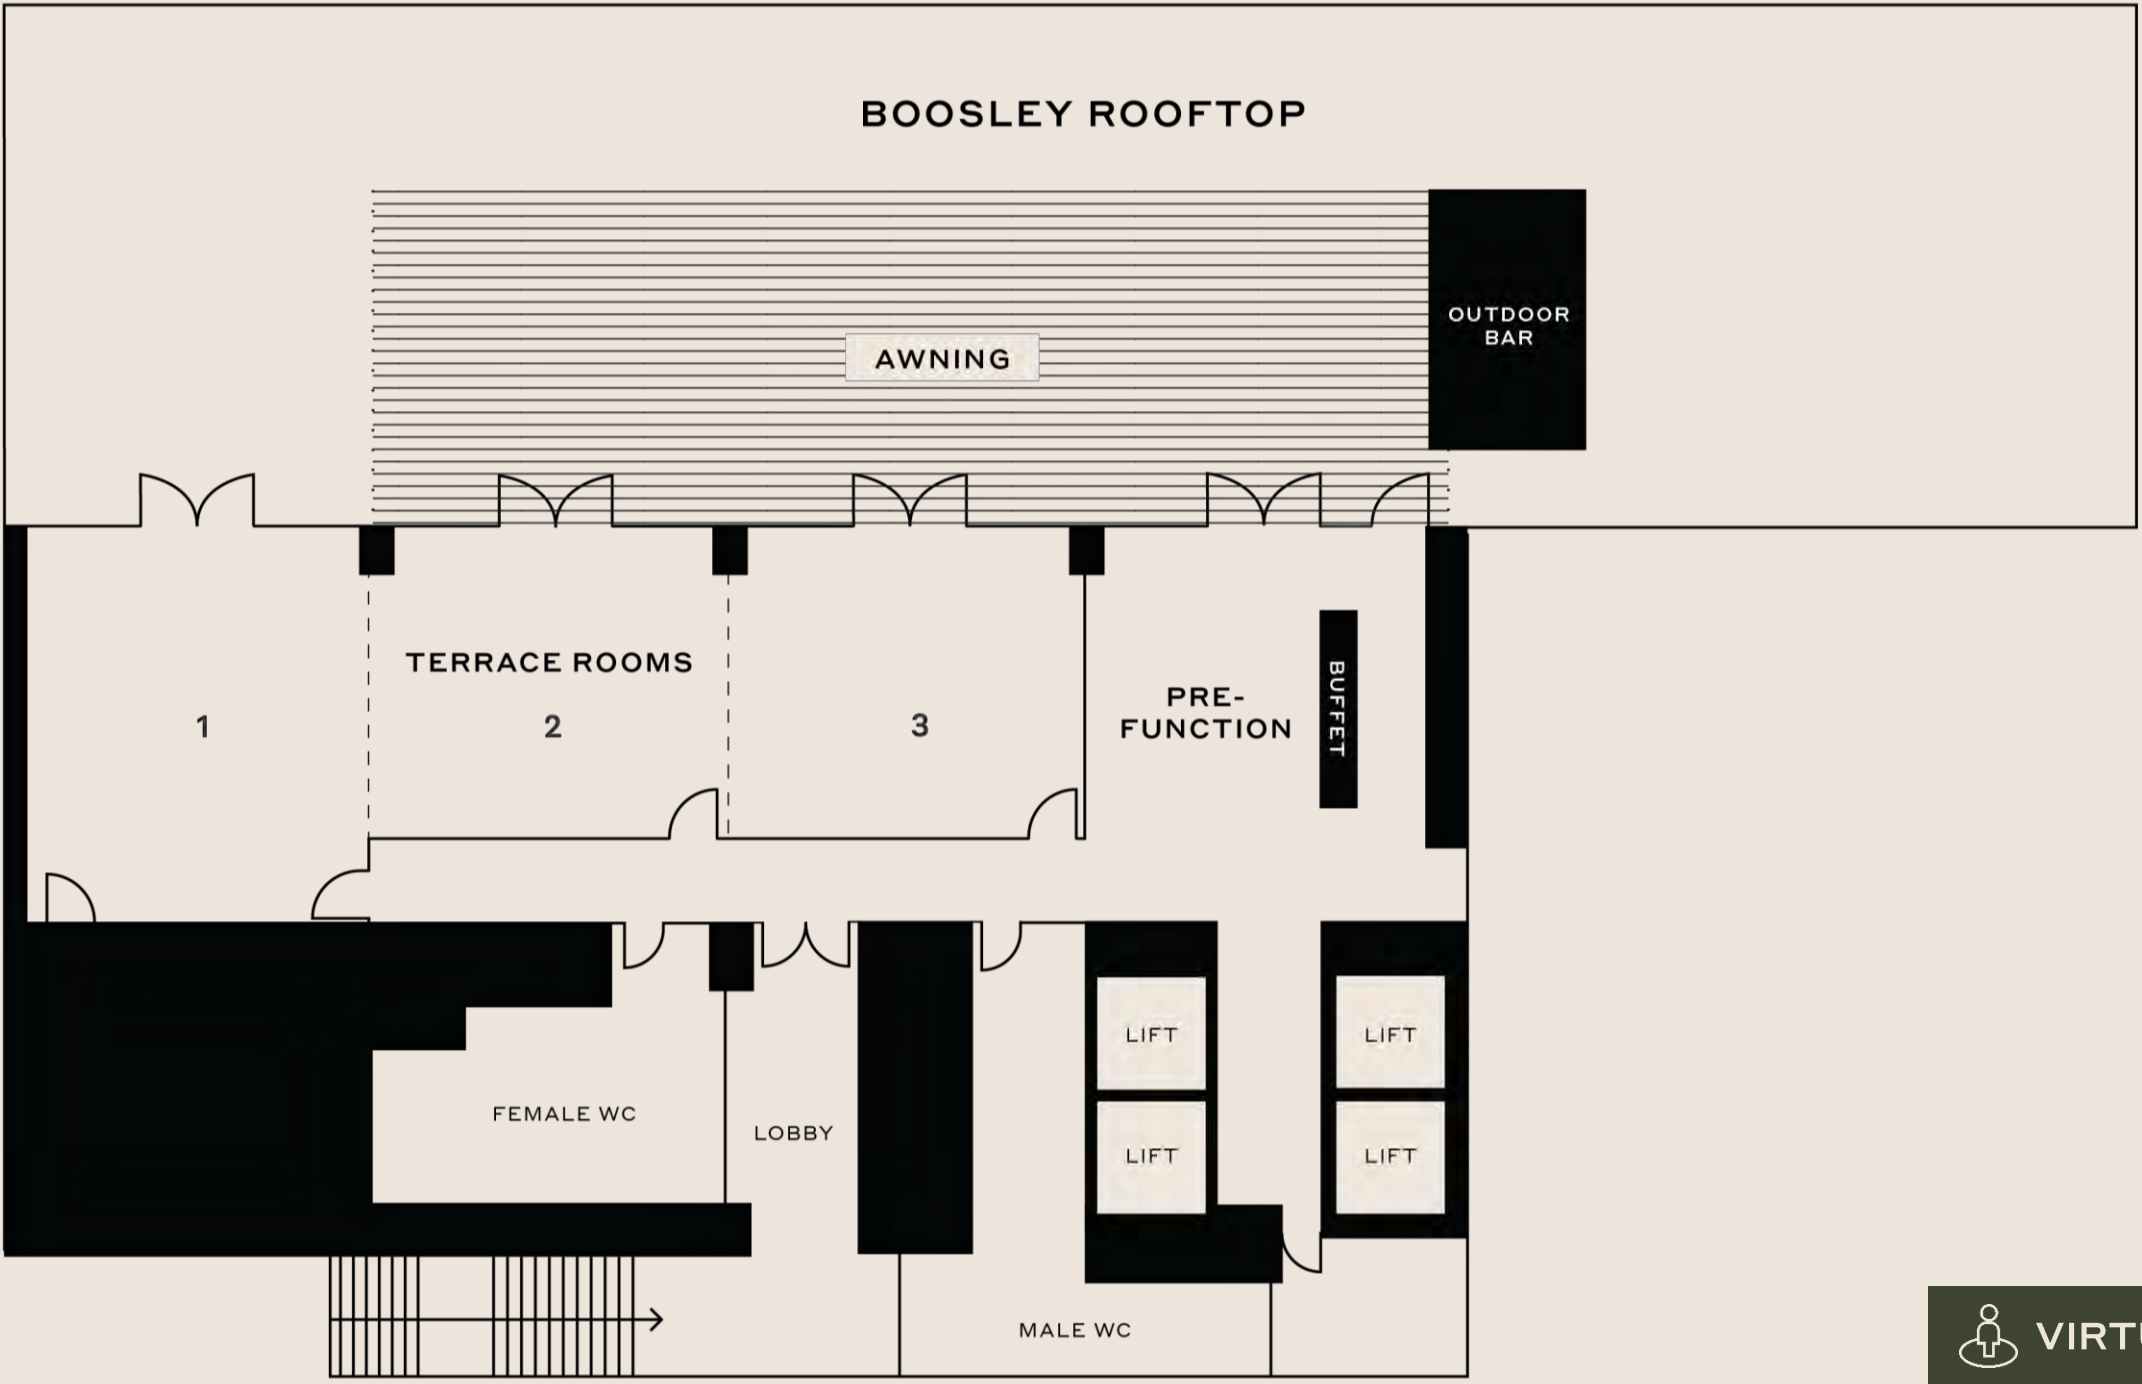 BOOSLEY ROOFTOP
OUTDOOR
BAR
AWNING
TERRACE ROOMS
1
2
3
PRE-
FUNCTION
BUFFET
LIFT
LIFT
FEMALE WC
LOBBY
LIFT
LIFT
MALE WC